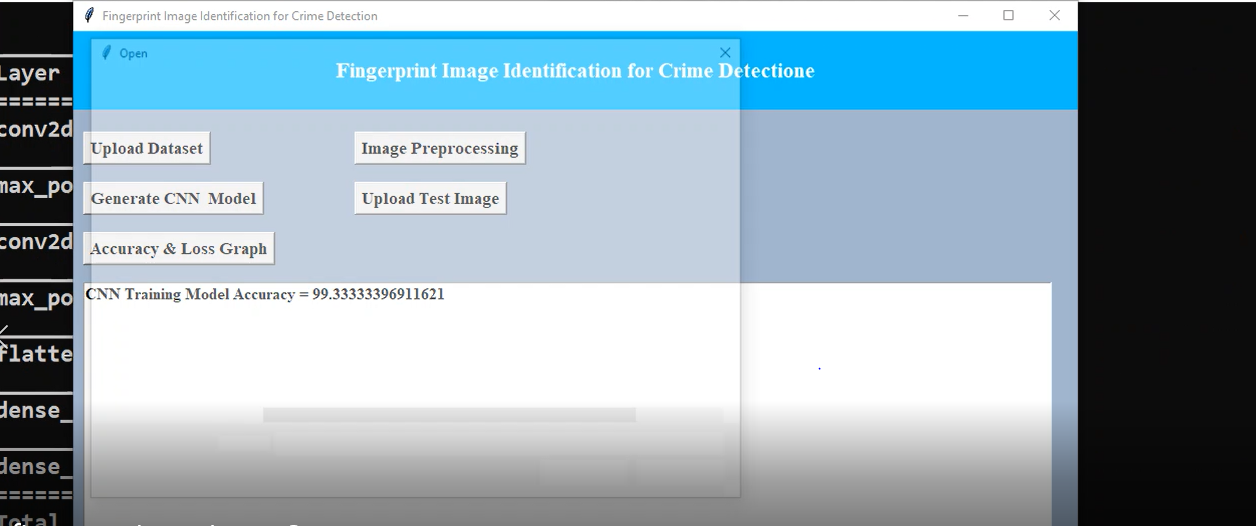 Fingerprint Image Identification for Crime Detection
Open
Fingerprint Image Identification for Crime Detectione
Upload Dataset
Image Preprocessing
Generate CNN  Model
Upload Test Image
Accuracy & Loss Graph
CNN Training Model Accuracy = 99.33333396911621
Layer
======
conv2d
max_po
conv2d
max_po
flatte
dense_
dense_
======
Total